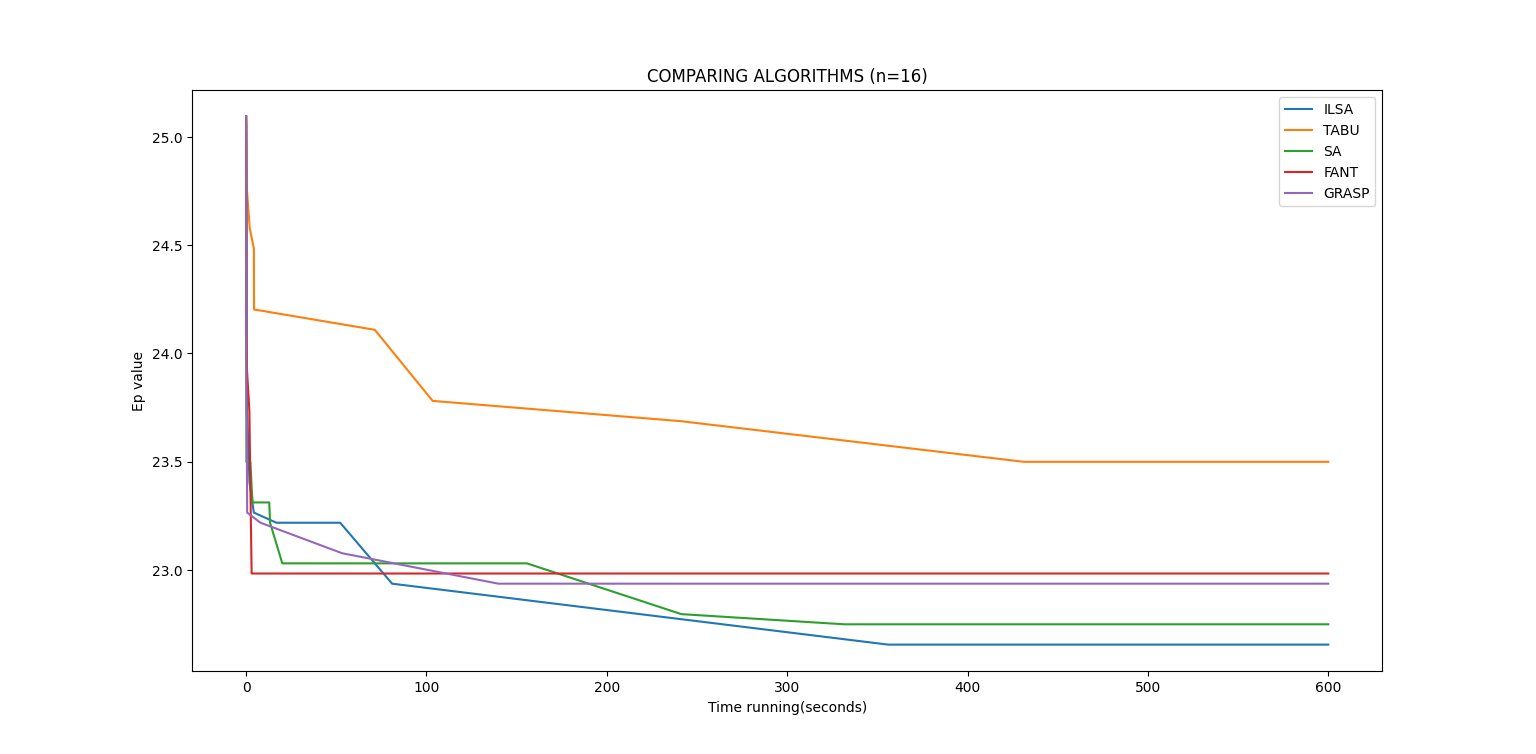 COMPARING ALGORITHMS (n=16)
ILSA
TABU
SA
FANT
GRASP
25.0
24.5
24.0
23.5
23.0
Ep value
0 100 200 300 400 500 600
Time running(seconds)